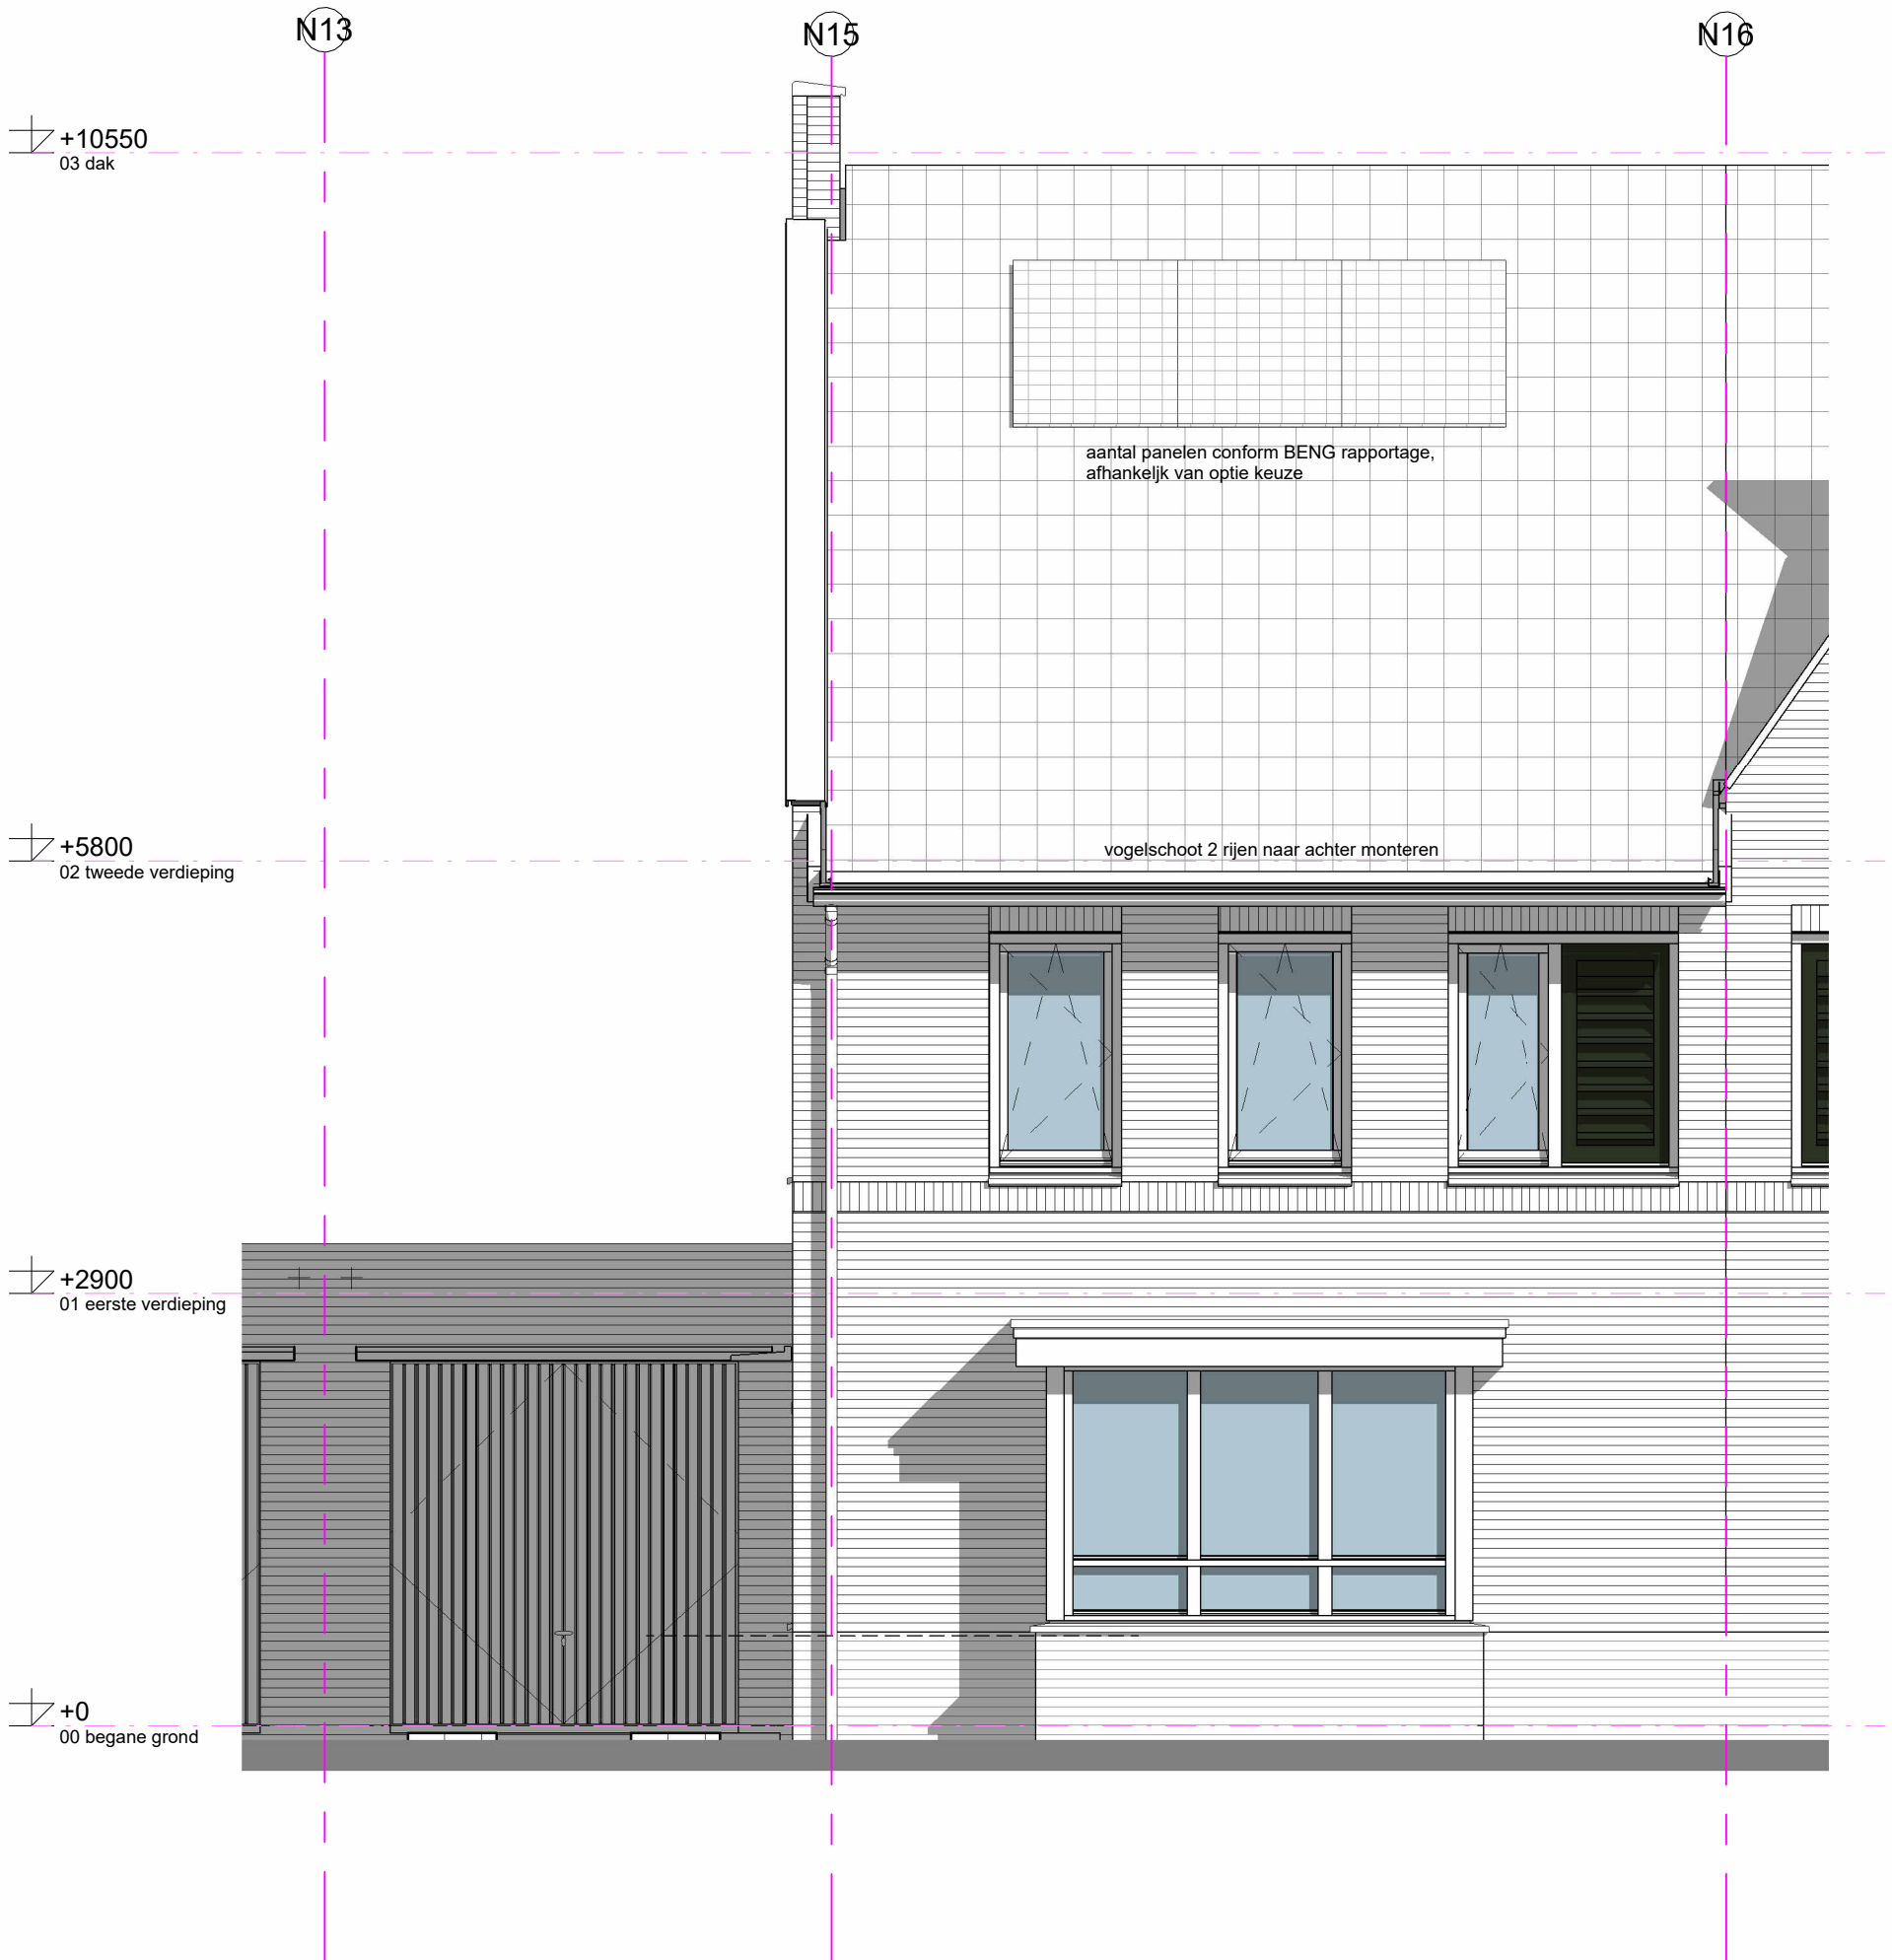 N13
N15
N16
+10550
03 dak
aantal panelen conform BENG rapportage,
afhankeljk van optie keuze
+5800
02 tweede verdieping
vogelschoot 2 rijen naar achter monteren
+2900
01 eerste verdieping
+0
00 begane grond